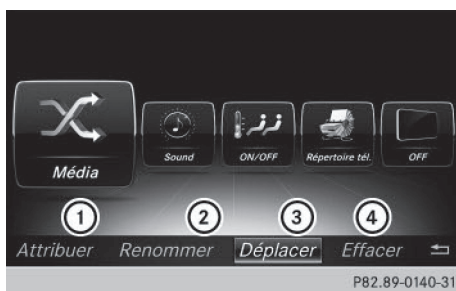 Média
Sound
ON/OFF
Répertoire tél.
OFF
1 2 3 4
Attribuer Renommer Déplacer Effacer
P82.89-0140-31